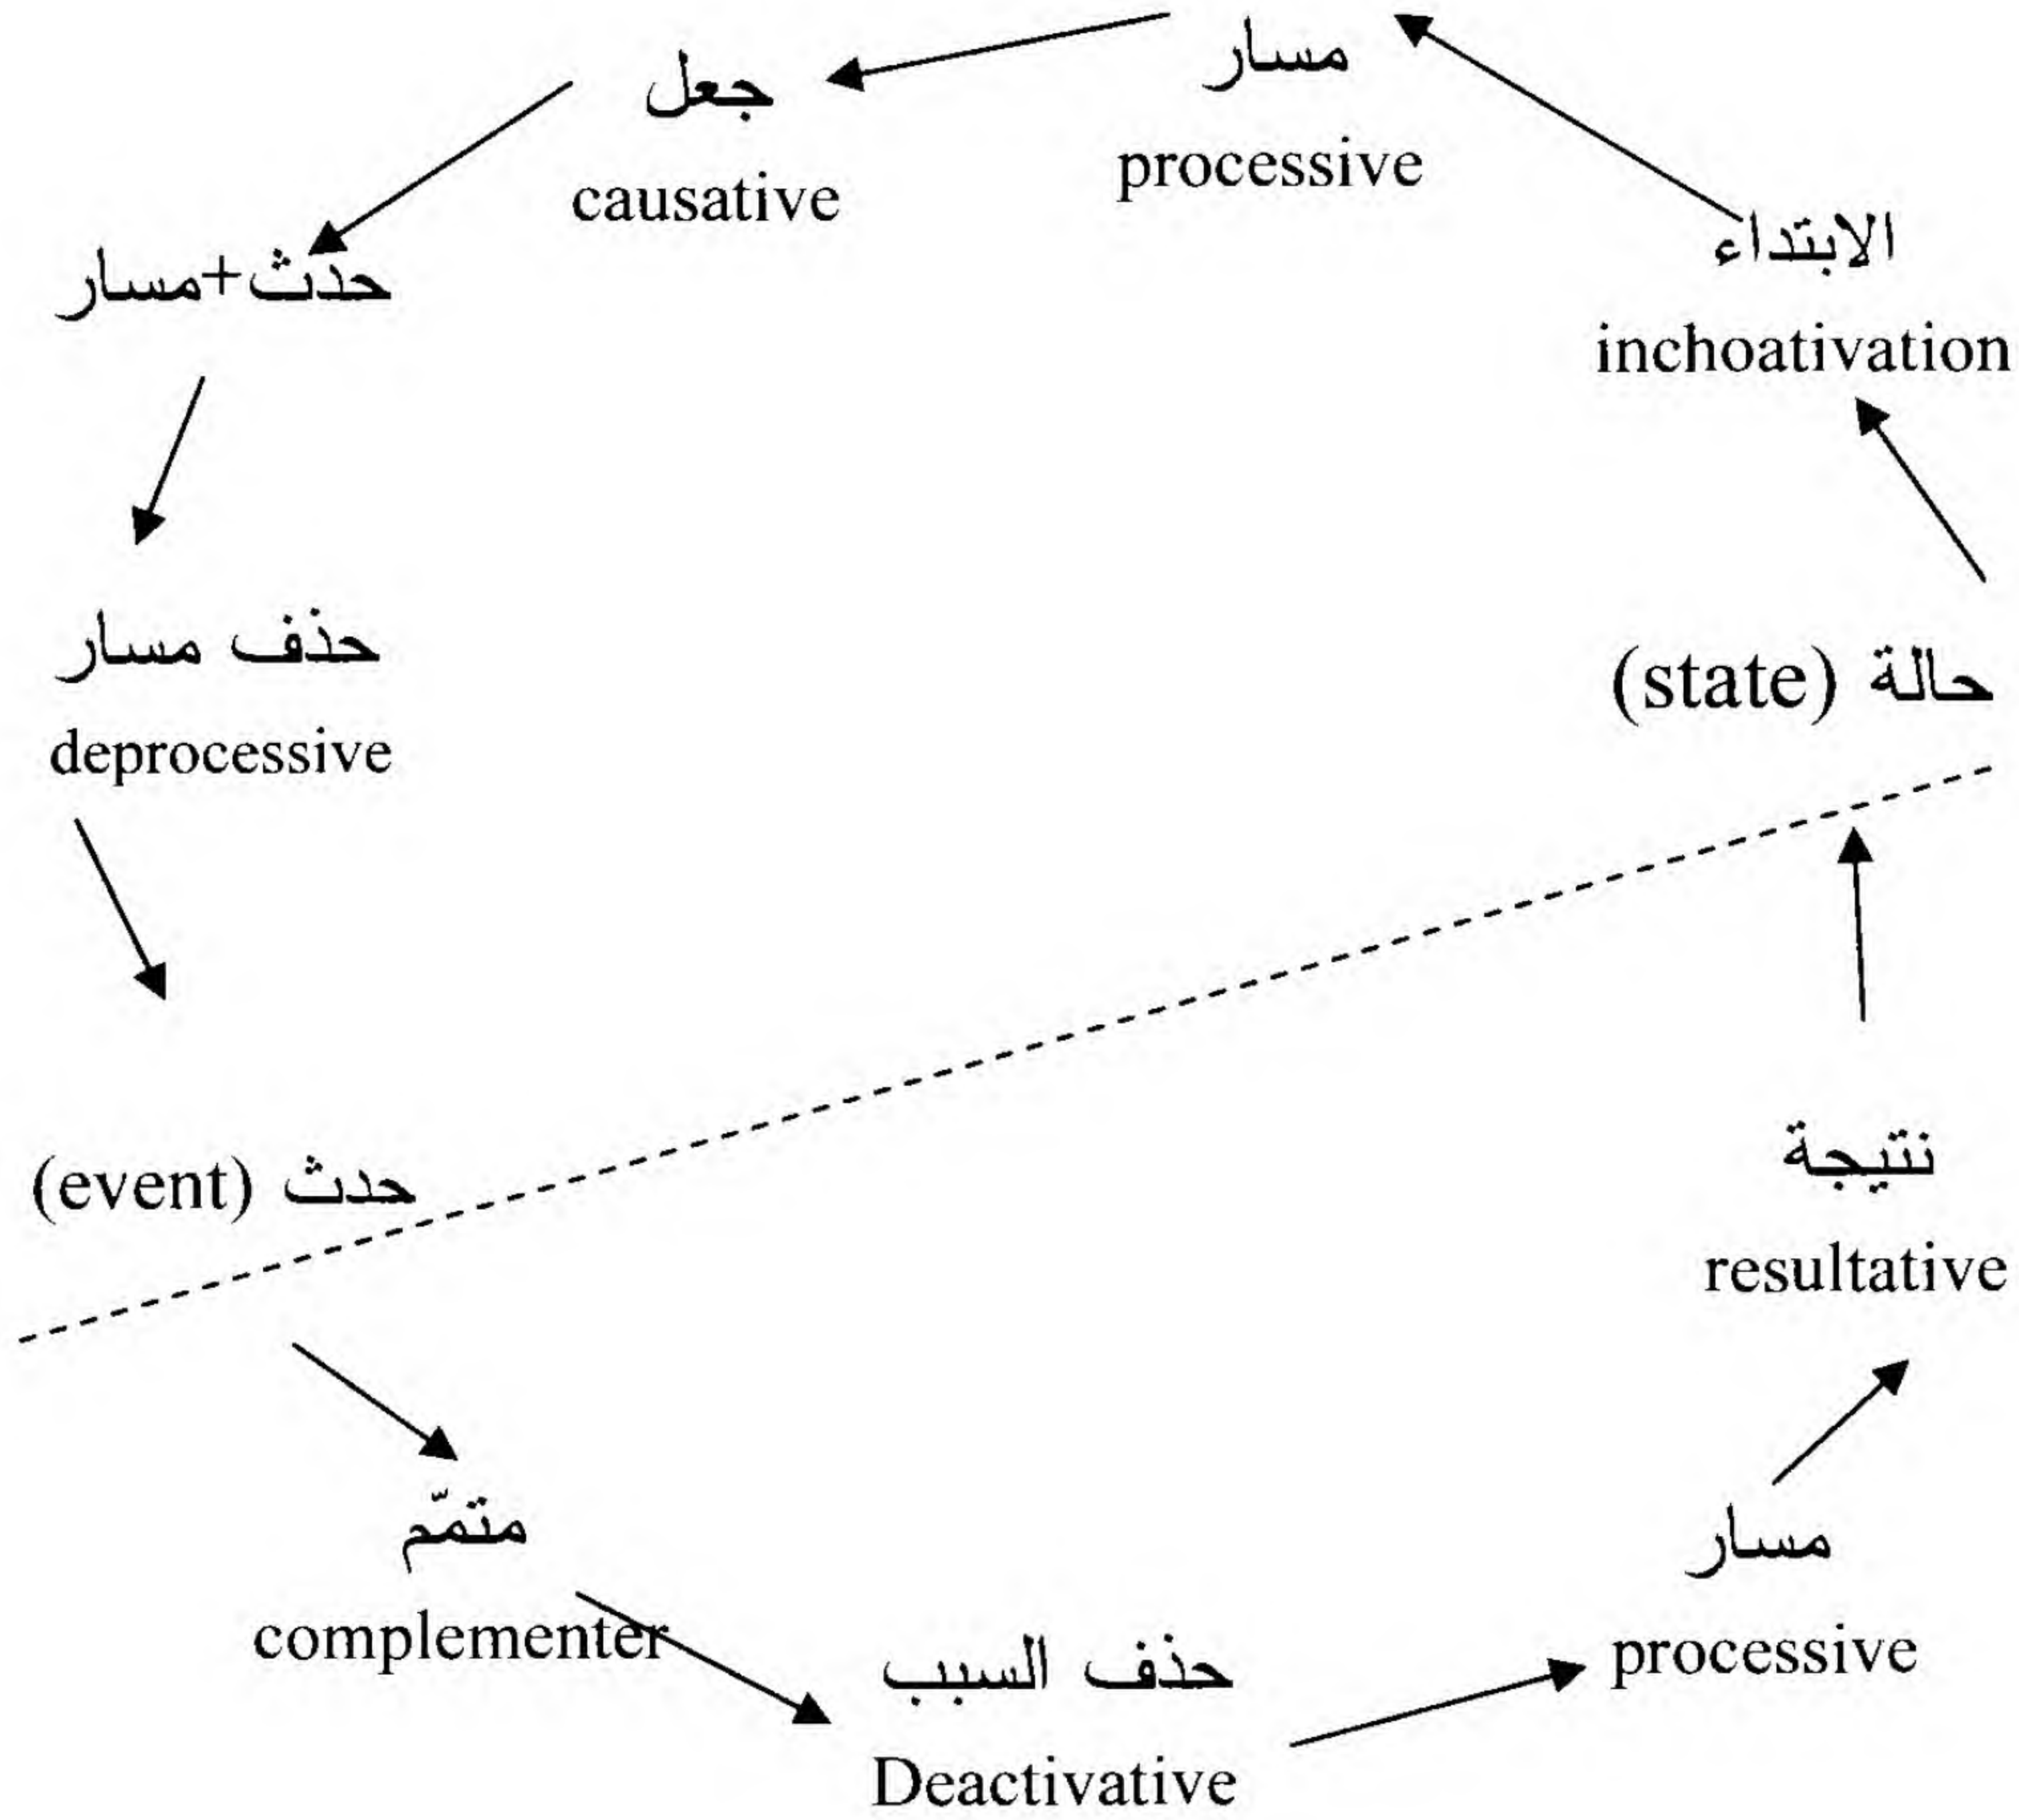 مسار
processive
جعل
causative
الابتداء
inchoativation
حدث+مسار
حذف مسار
deprocessive
حالة (state)
حدث (event)
نتيجة
resultative
متمّم
complementer
مسار
processive
حذف السبب
Deactivative